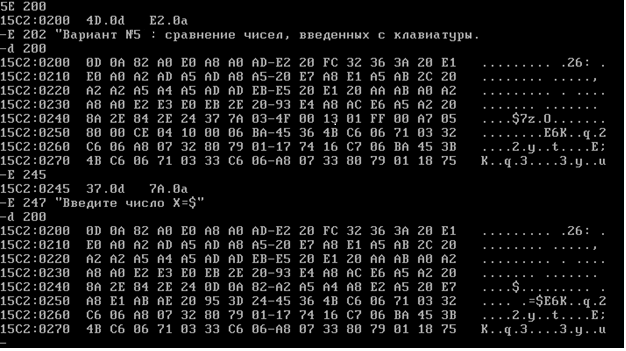 5E 200
15C2:0200 4D.0d E2.0a
-E 202 "Вариант №5 : сравнение чисел, введенных с клавиатуры.
-d 200
15C2:0200 0D 0A 82 A0 E0 A8 A0 AD-E2 20 FC 32 36 3A 20 E1 ......... .26: .
15C2:0210 E0 A0 A2 AD A5 AD A8 A5-20 E7 A8 E1 A5 AB 2C 20 ........ .....,
15C2:0220 A2 A2 A5 A4 A5 AD AD EB-E5 20 E1 20 AA AB A0 A2 ......... . ....
15C2:0230 A8 A0 E2 E3 E0 EB 2E 20-93 E4 A8 AC E6 A5 A2 20 ....... .......
15C2:0240 8A 2E 84 2E 24 37 7A 03-4F 00 13 01 FF 00 A7 05 ....$7z.O.......
15C2:0250 80 00 CE 04 10 00 06 BA-45 36 4B C6 06 71 03 32 ........E6K..q.2
15C2:0260 C6 06 A8 07 32 80 79 01-17 74 16 C7 06 BA 45 3B ....2.y..t....E;
15C2:0270 4B C6 06 71 03 33 C6 06-A8 07 33 80 79 01 18 75 K..q.3....3.y..u
-E 245
15C2:0245 37.0d 7A.0a
-E 247 "Введите число X=$"
-d 200
15C2:0200 0D 0A 82 A0 E0 A8 A0 AD-E2 20 FC 32 36 3A 20 E1 ......... .26: .
15C2:0210 E0 A0 A2 AD A5 AD A8 A5-20 E7 A8 E1 A5 AB 2C 20 ........ .....,
15C2:0220 A2 A2 A5 A4 A5 AD AD EB-E5 20 E1 20 AA AB A0 A2 ......... . ....
15C2:0230 A8 A0 E2 E3 E0 EB 2E 20-93 E4 A8 AC E6 A5 A2 20 ....... .......
15C2:0240 8A 2E 84 2E 24 0D 0A 82-A2 A5 A4 A8 E2 A5 20 E7 ....$......... .
15C2:0250 A8 E1 AB AE 20 95 3D 24-45 36 4B C6 06 71 03 32 .... .=$E6K..q.2
15C2:0260 C6 06 A8 07 32 80 79 01-17 74 16 C7 06 BA 45 3B ....2.y..t....E;
15C2:0270 4B C6 06 71 03 33 C6 06-A8 07 33 80 79 01 18 75 K..q.3....3.y..u
-